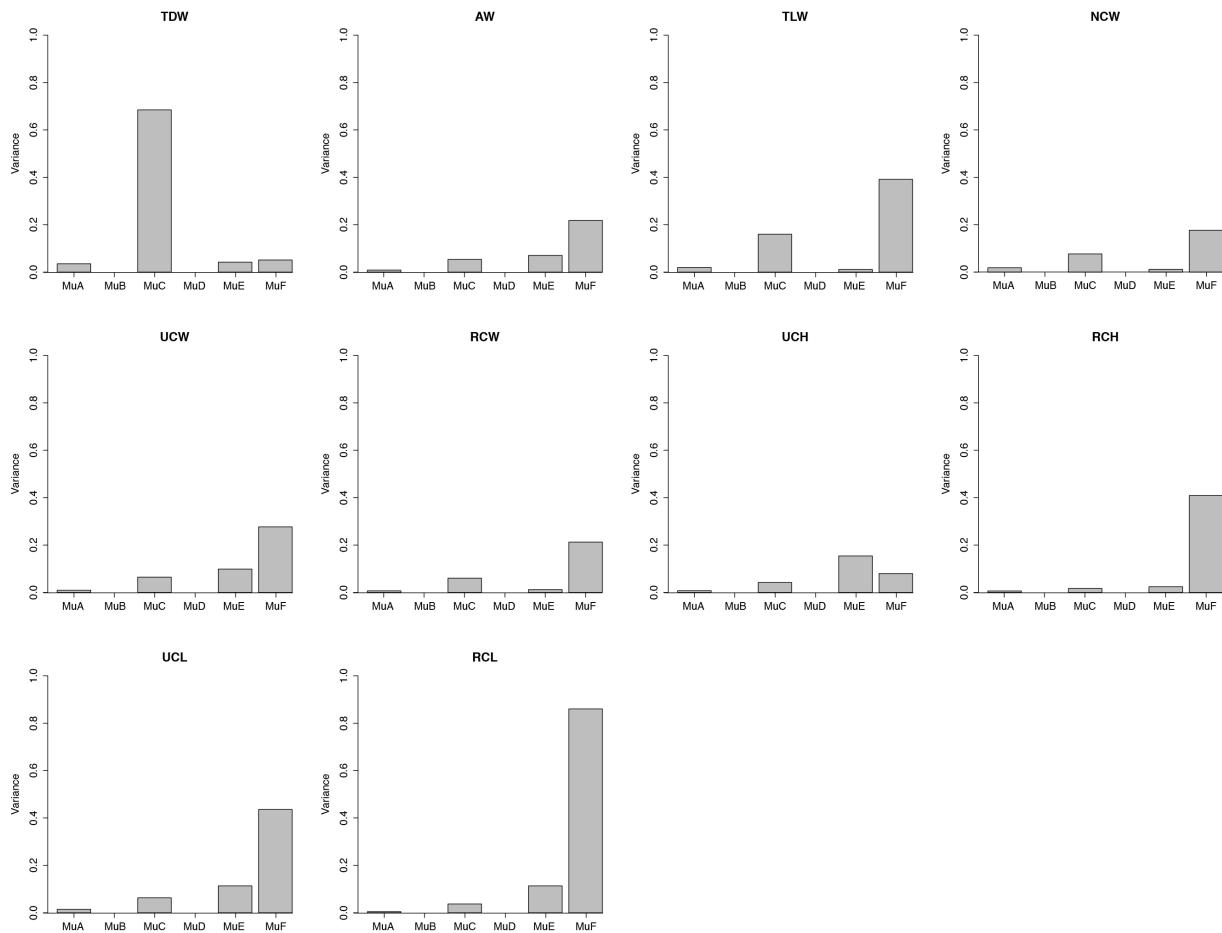 TDW AW TLW NCW
Variance Variance Variance Variance
1.0 1.0 1.0 1.0
0.8 0.8 0.8 0.8
0.6 0.6 0.6 0.6
0.4 0.4 0.4 0.4
0.2 0.2 0.2 0.2
0.0 0.0 0.0 0.0
MuA MuB MuC MuD MuE MuF MuA MuB MuC MuD MuE MuF MuA MuB MuC MuD MuE MuF MuA MuB MuC MuD MuE MuF
UCW RCW UCH RCH
Variance Variance Variance Variance
1.0 1.0 1.0 1.0
0.8 0.8 0.8 0.8
0.6 0.6 0.6 0.6
0.4 0.4 0.4 0.4
0.2 0.2 0.2 0.2
0.0 0.0 0.0 0.0
MuA MuB MuC MuD MuE MuF MuA MuB MuC MuD MuE MuF MuA MuB MuC MuD MuE MuF MuA MuB MuC MuD MuE MuF
UCL RCL
Variance Variance
1.0 1.0
0.8 0.8
0.6 0.6
0.4 0.4
0.2 0.2
0.0 0.0
MuA MuB MuC MuD MuE MuF MuA MuB MuC MuD MuE MuF